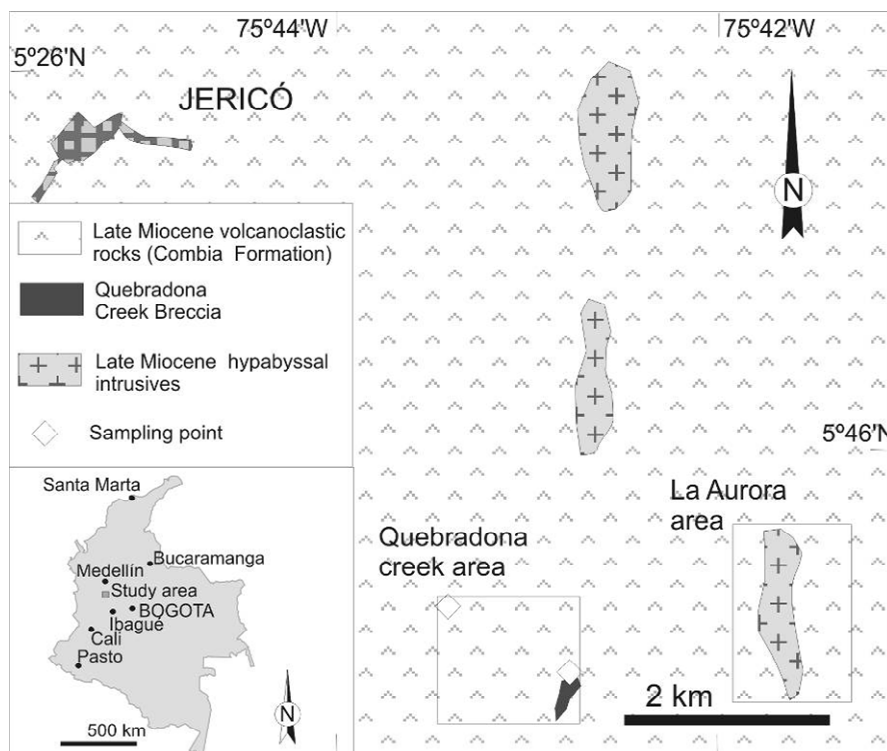 75º44'W
75º42'W
5º26'N
JERICÓ
N
Late Miocene volcanoclastic
rocks (Combia Formation)
Quebradona
Creek Breccia
Late Miocene hypabyssal
intrusives
Sampling point
5º46'N
La Aurora
area
Quebradona
creek area
2 km
Santa Marta
Bucaramanga
Medellín
Study area
BOGOTA
Ibagué
Cali
Pasto
500 km
N